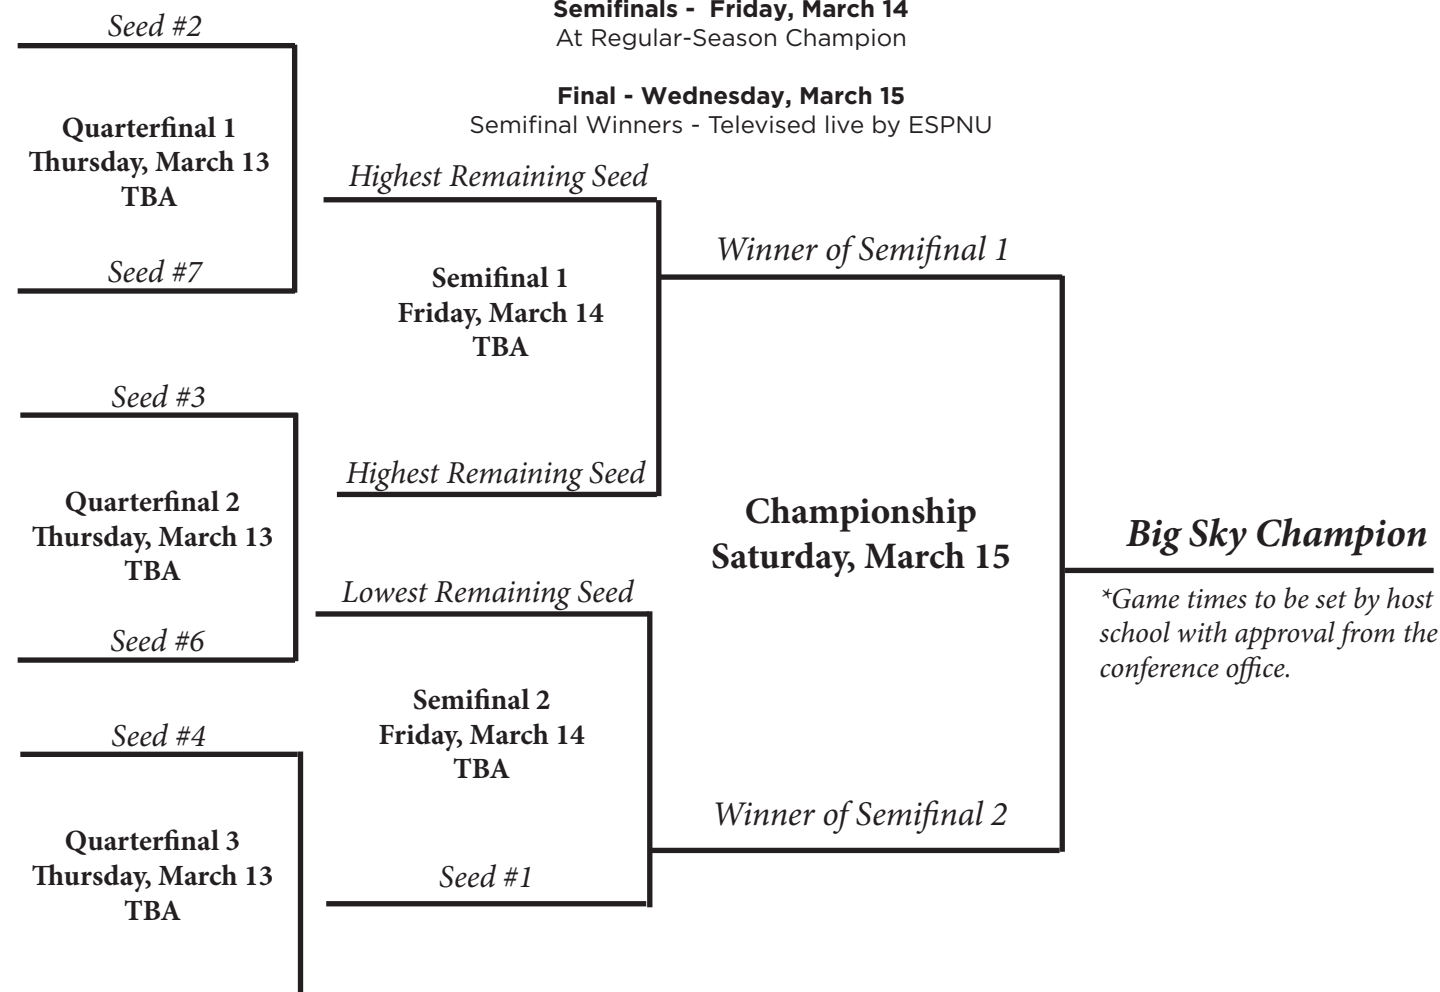 Semifinals - Friday, March 14
At Regular-Season Champion
Final - Wednesday, March 15
Semifinal Winners - Televised live by ESPNU
Seed #2
Quarterfinal 1
Thursday, March 13
TBA
Seed #7
Seed #3
Quarterfinal 2
Thursday, March 13
TBA
Seed #6
Seed #4
Quarterfinal 3
Thursday, March 13
TBA
Highest Remaining Seed
Semifinal 1
Friday, March 14
TBA
Highest Remaining Seed
Lowest Remaining Seed
Semifinal 2
Friday, March 14
TBA
Seed #1
Winner of Semifinal 1
Championship
Saturday, March 15
Winner of Semifinal 2
Big Sky Champion
*Game times to be set by host
school with approval from the
conference office.